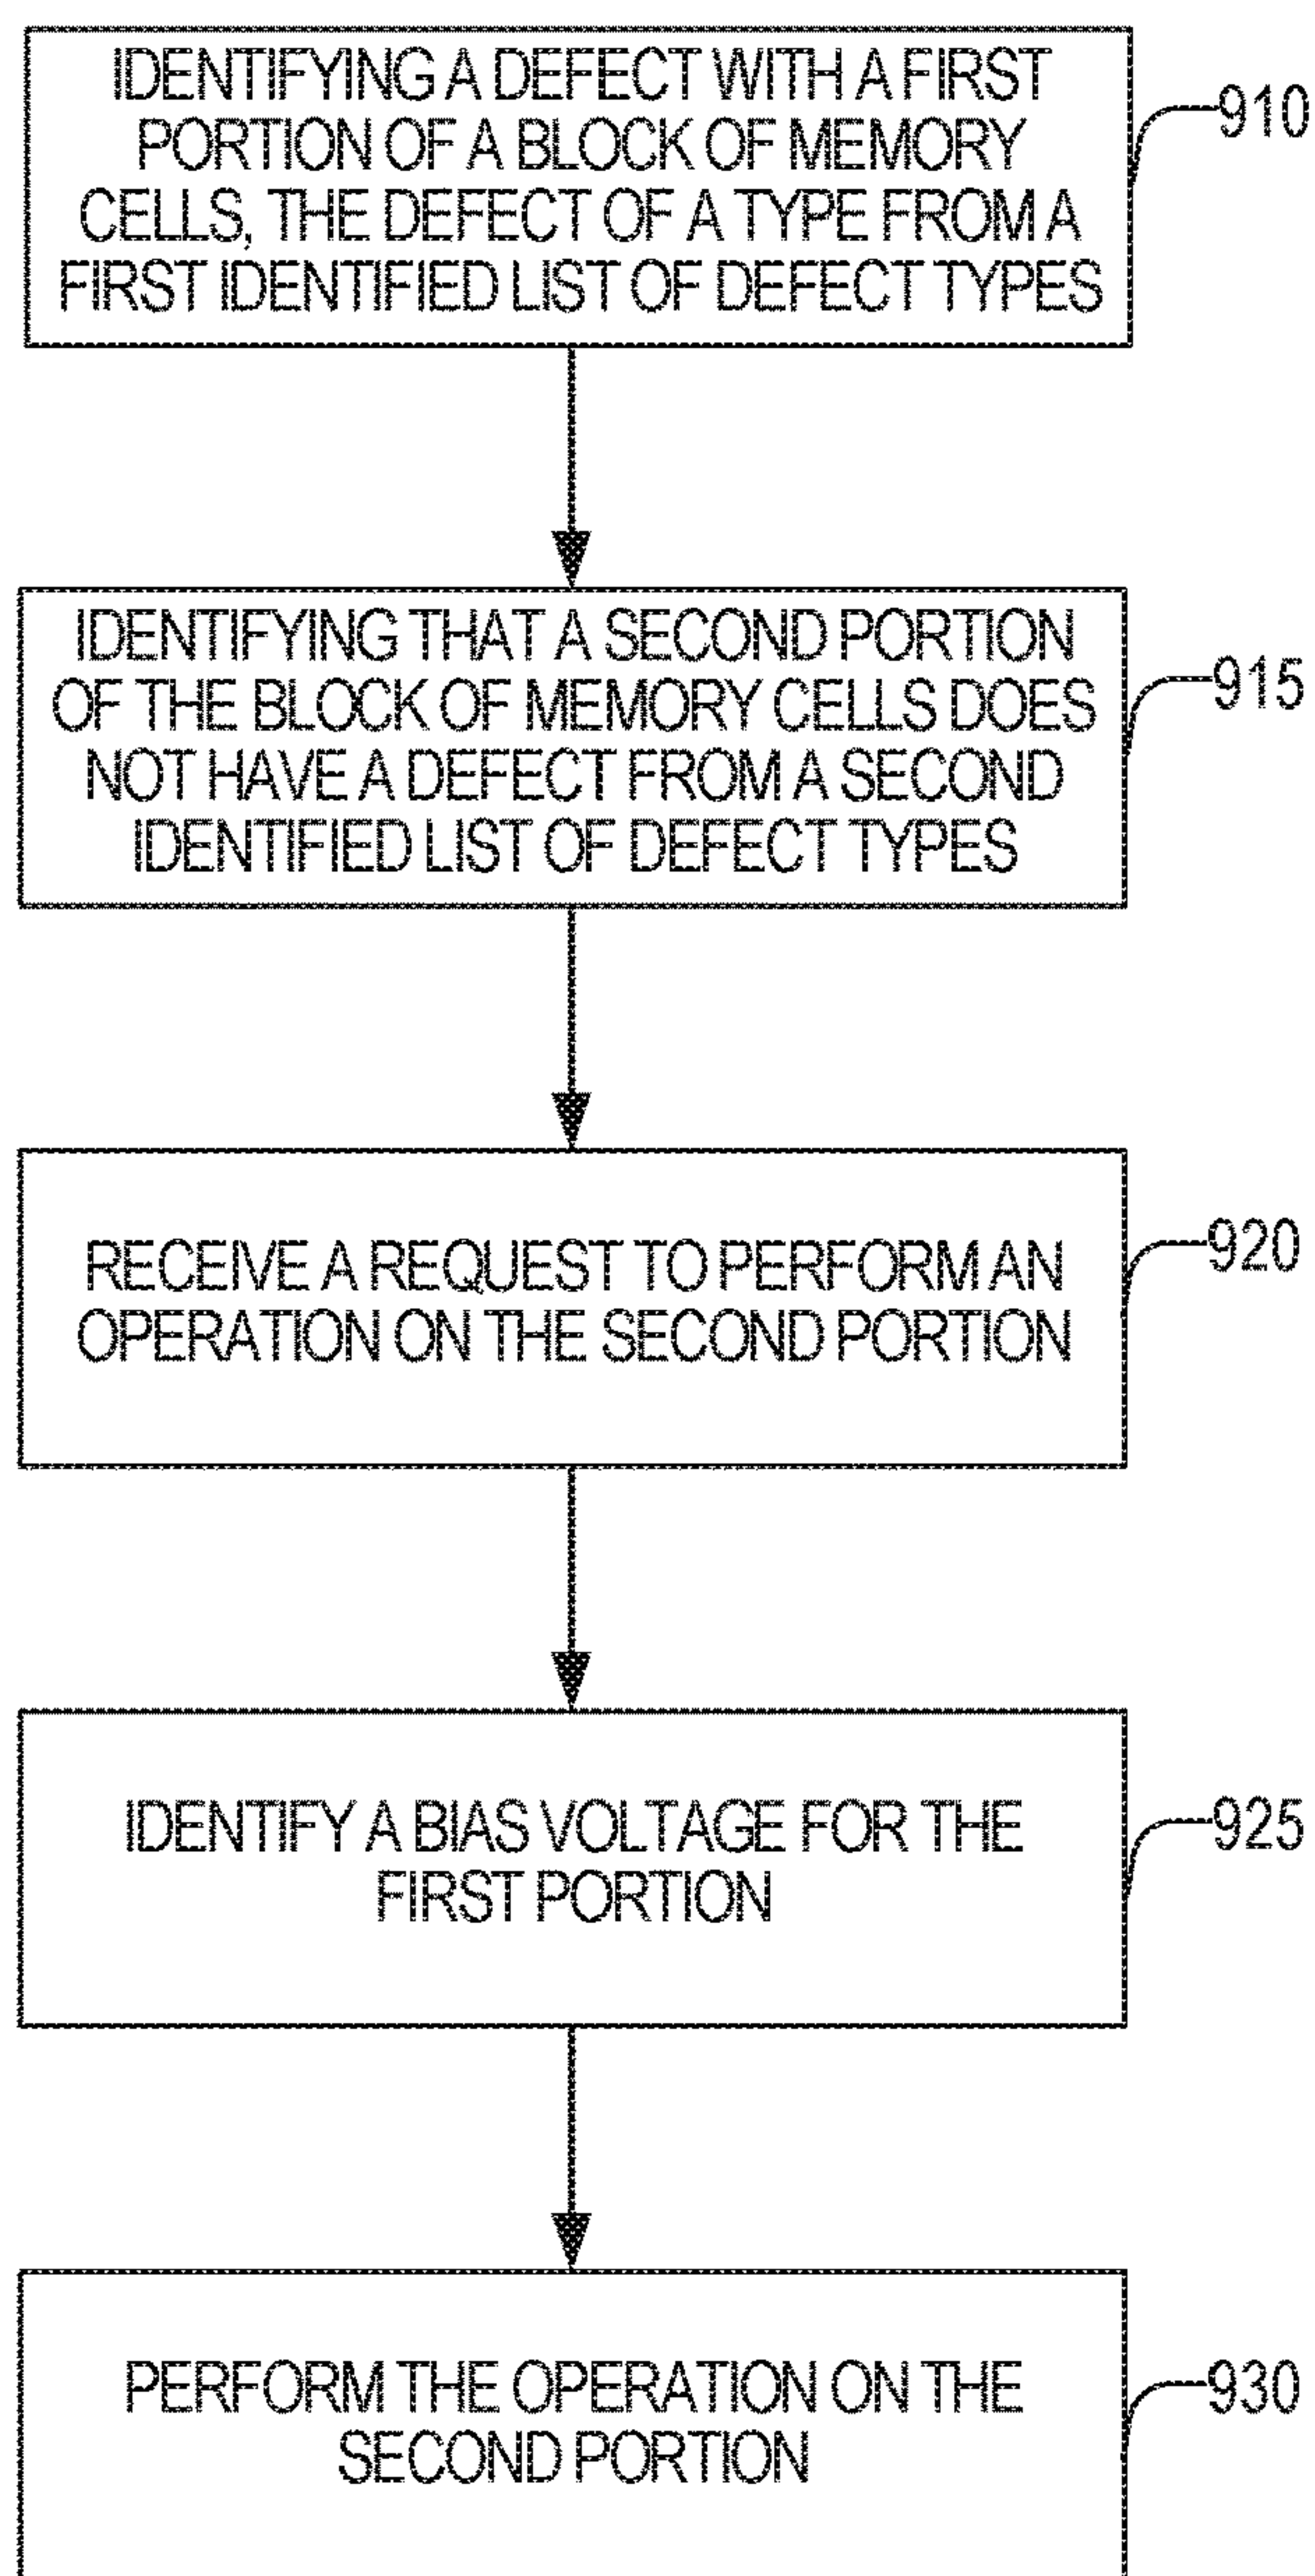 IDENTIFYING A DEFECT WITH A FIRST
PORTION OF A BLOCK OF MEMORY
CELLS, THE DEFECT OF A TYPE FROM A
FIRST IDENTIFIED LIST OF DEFECT TYPES
910
IDENTIFYING THAT A SECOND PORTION
OF THE BLOCK OF MEMORY CELLS DOES
NOT HAVE A DEFECT FROM A SECOND
IDENTIFIED LIST OF DEFECT TYPES
915
RECEIVE A REQUEST TO PERFORM AN
OPERATION ON THE SECOND PORTION
920
IDENTIFY A BIAS VOLTAGE FOR THE
FIRST PORTION
925
PERFORM THE OPERATION ON THE
SECOND PORTION
930